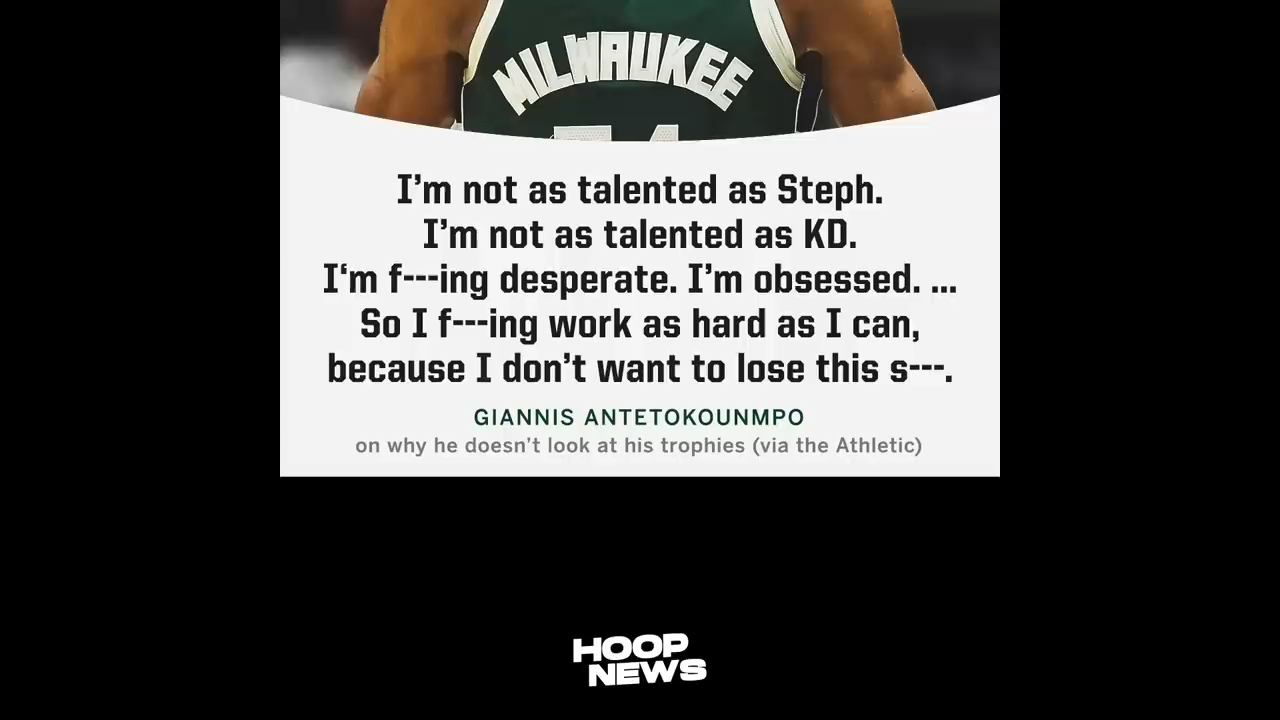 MILWAUKEE
I'm not as talented as Steph.
I'm not as talented as KD.
I‘m f---ing desperate. I'm obsessed. ...
So I f---ing work as hard as I can,
because I don't want to lose this s---.
GIANNIS ANTETOKOUNMPO
on why he doesn't look at his trophies (via the Athletic)
HOOP
NEWS